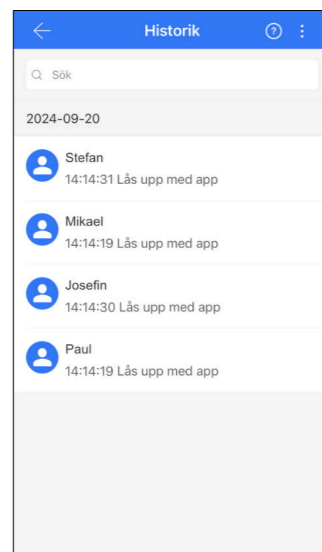 Historik
Sök
2024-09-20
Stefan
14:14:31 Lås upp med app
Mikael
14:14:19 Lås upp med app
Josefin
14:14:30 Lås upp med app
Paul
14:14:19 Lås upp med app